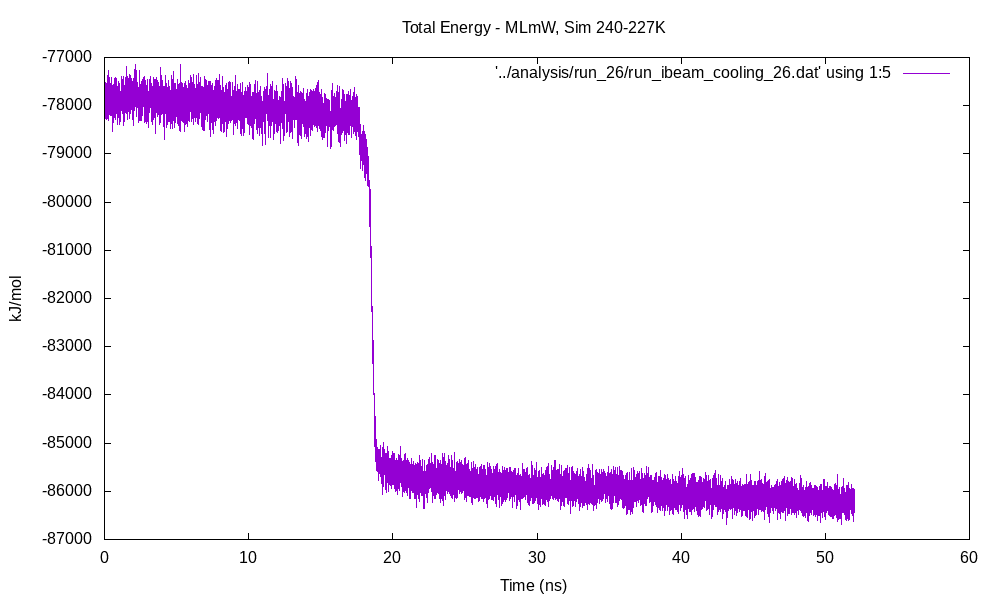 Total Energy - MLmW, Sim 240-227K
'../analysis/run_26/run_ibeam_cooling_26.dat' using 1:5
-77000
-78000
-79000
-80000
-81000
-82000
-83000
-84000
-85000
-86000
-87000
kJ/mol
0 10 20 30 40 50 60
Time (ns)